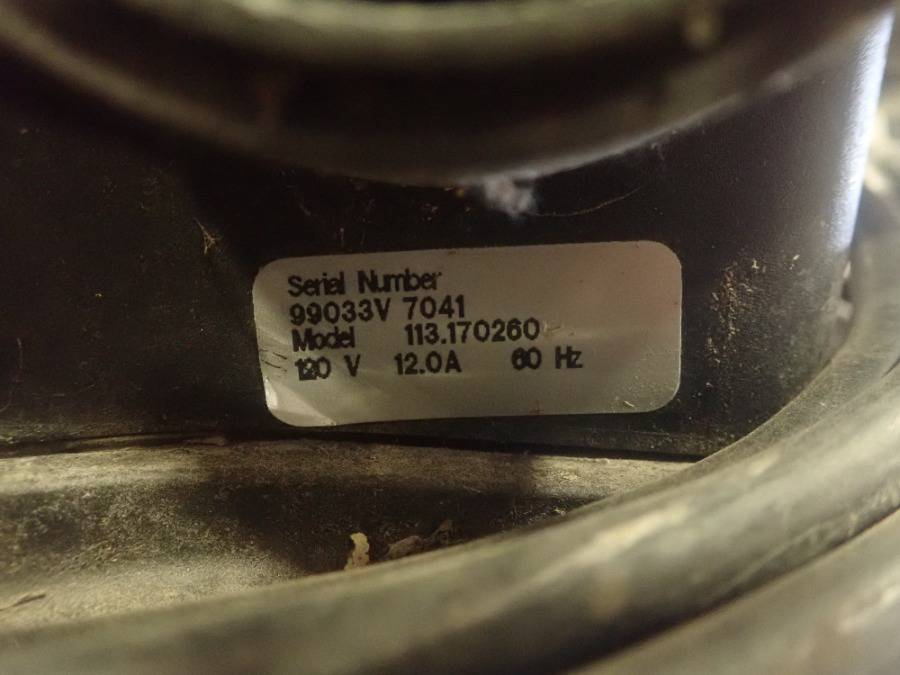 Serial Number
99033V 7041
Model 113.170260
120 V 12.0A 60 Hz